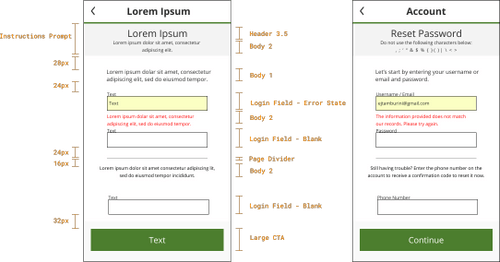 Lorem Ipsum
Lorem Ipsum
Lorem ipsum dolor sit amet, consectetur
adipiscing elit.
Lorem ipsum dolor sit amet, consectetur
adipiscing elit, sed do eiusmod tempor.
Text
Text
Lorem ipsum dolor sit amet, consectetur
adipiscing elit, sed do eiusmod tempor.
Text
Lorem ipsum dolor sit amet, consectetur adipiscing elit, sed do eiusmod tempor incididunt.
Text
Text
Instructions Prompt
28px
24px
24px
16px
32px
Header 3.5
Body 2
Body 1
Login Field - Error State
Body 2
Login Field - Blank
Page Divider
Body 2
Login Field - Blank
Large CTA
Account
Reset Password
Do not use the following characters below:
Let's start by entering your username or
email and password.
Username / Email
The information provided does not match
our records. Please try again.
Password
Still having trouble? Enter the phone number on the
account to receive a confirmation code to reset it now.
Phone Number
Continue